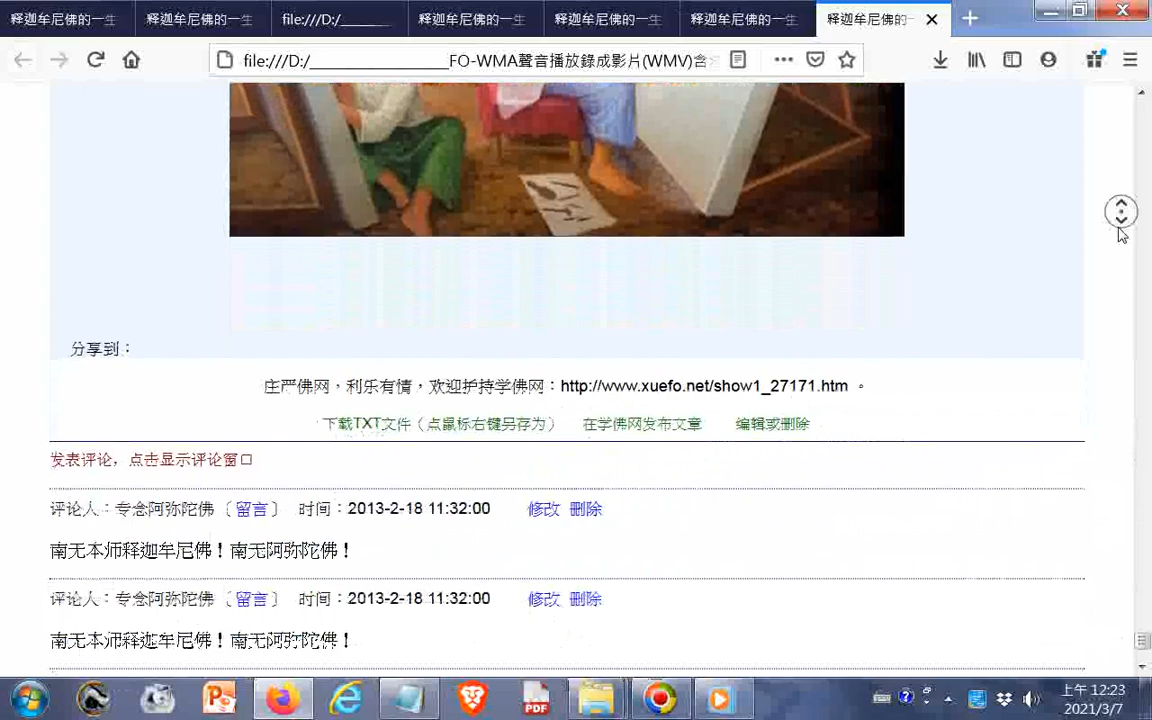 释迦牟尼佛的一生
释迦牟尼佛的一生
file:///D:/______
释迦牟尼佛的一生
释迦牟尼佛的一生
释迦牟尼佛的一生
释迦牟尼佛的一
file:///D:/________________FO-WMA聲音播放錄成影片(WMV)含
分享到：
庄严佛网，利乐有情，欢迎护持学佛网：http://www.xuefo.net/show1_27171.htm 。
下载TXT文件（点鼠标右键另存为） 在学佛网发布文章 编辑或删除
发表评论，点击显示评论窗口
评论人：专念阿弥陀佛 〔留言〕 时间：2013-2-18 11:32:00 修改 删除
南无本师释迦牟尼佛！南无阿弥陀佛！
评论人：专念阿弥陀佛 〔留言〕 时间：2013-2-18 11:32:00 修改 删除
南无本师释迦牟尼佛！南无阿弥陀佛！
PDF
上午 12:23
2021/3/7